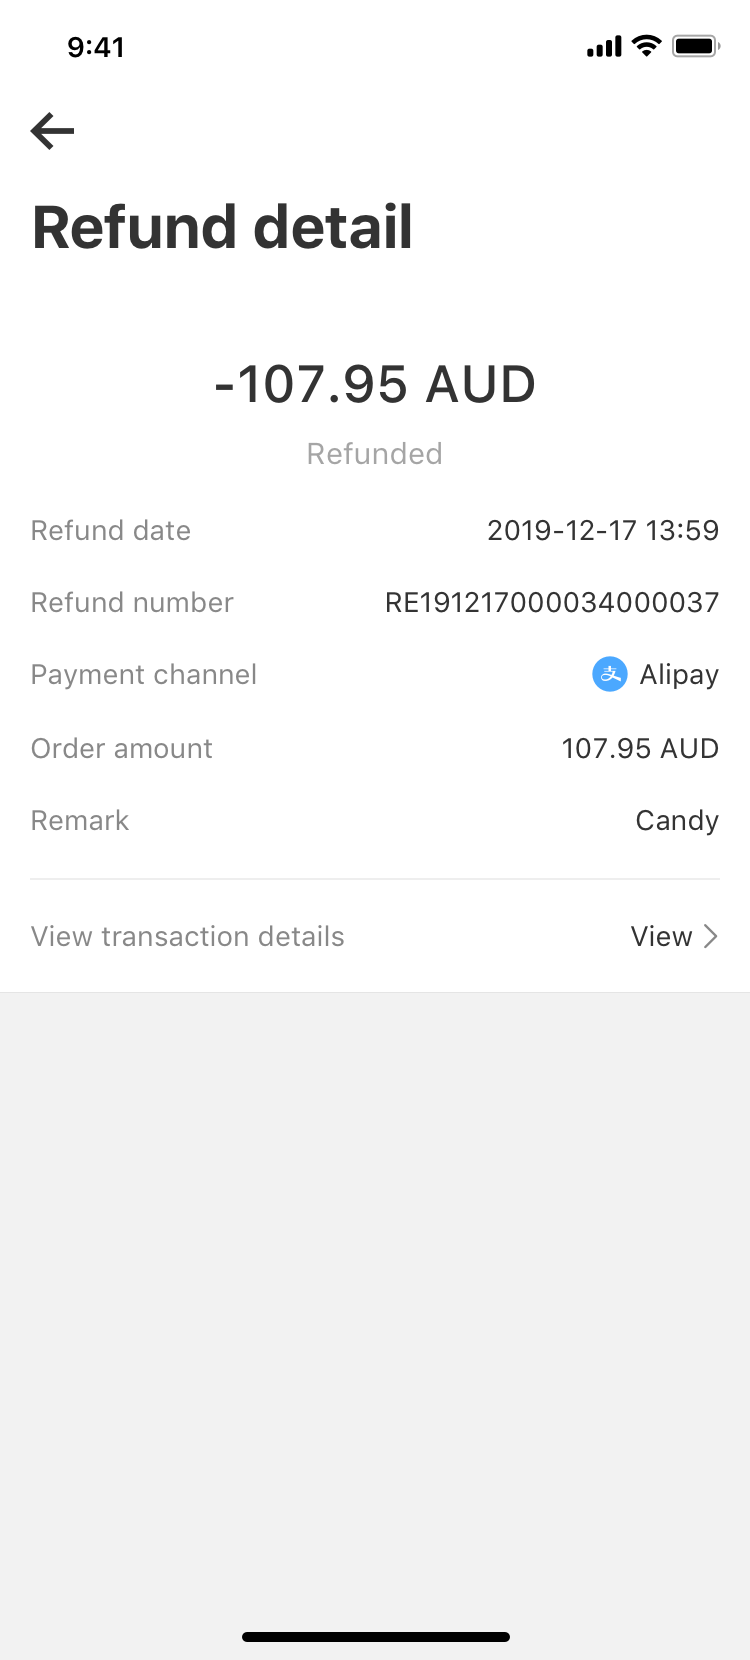 9:41
Refund detail
-107.95 AUD
Refunded
Refund date 2019-12-17 13:59
Refund number RE191217000034000037
Payment channel 支 Alipay
Order amount 107.95 AUD
Remark Candy
View transaction details View